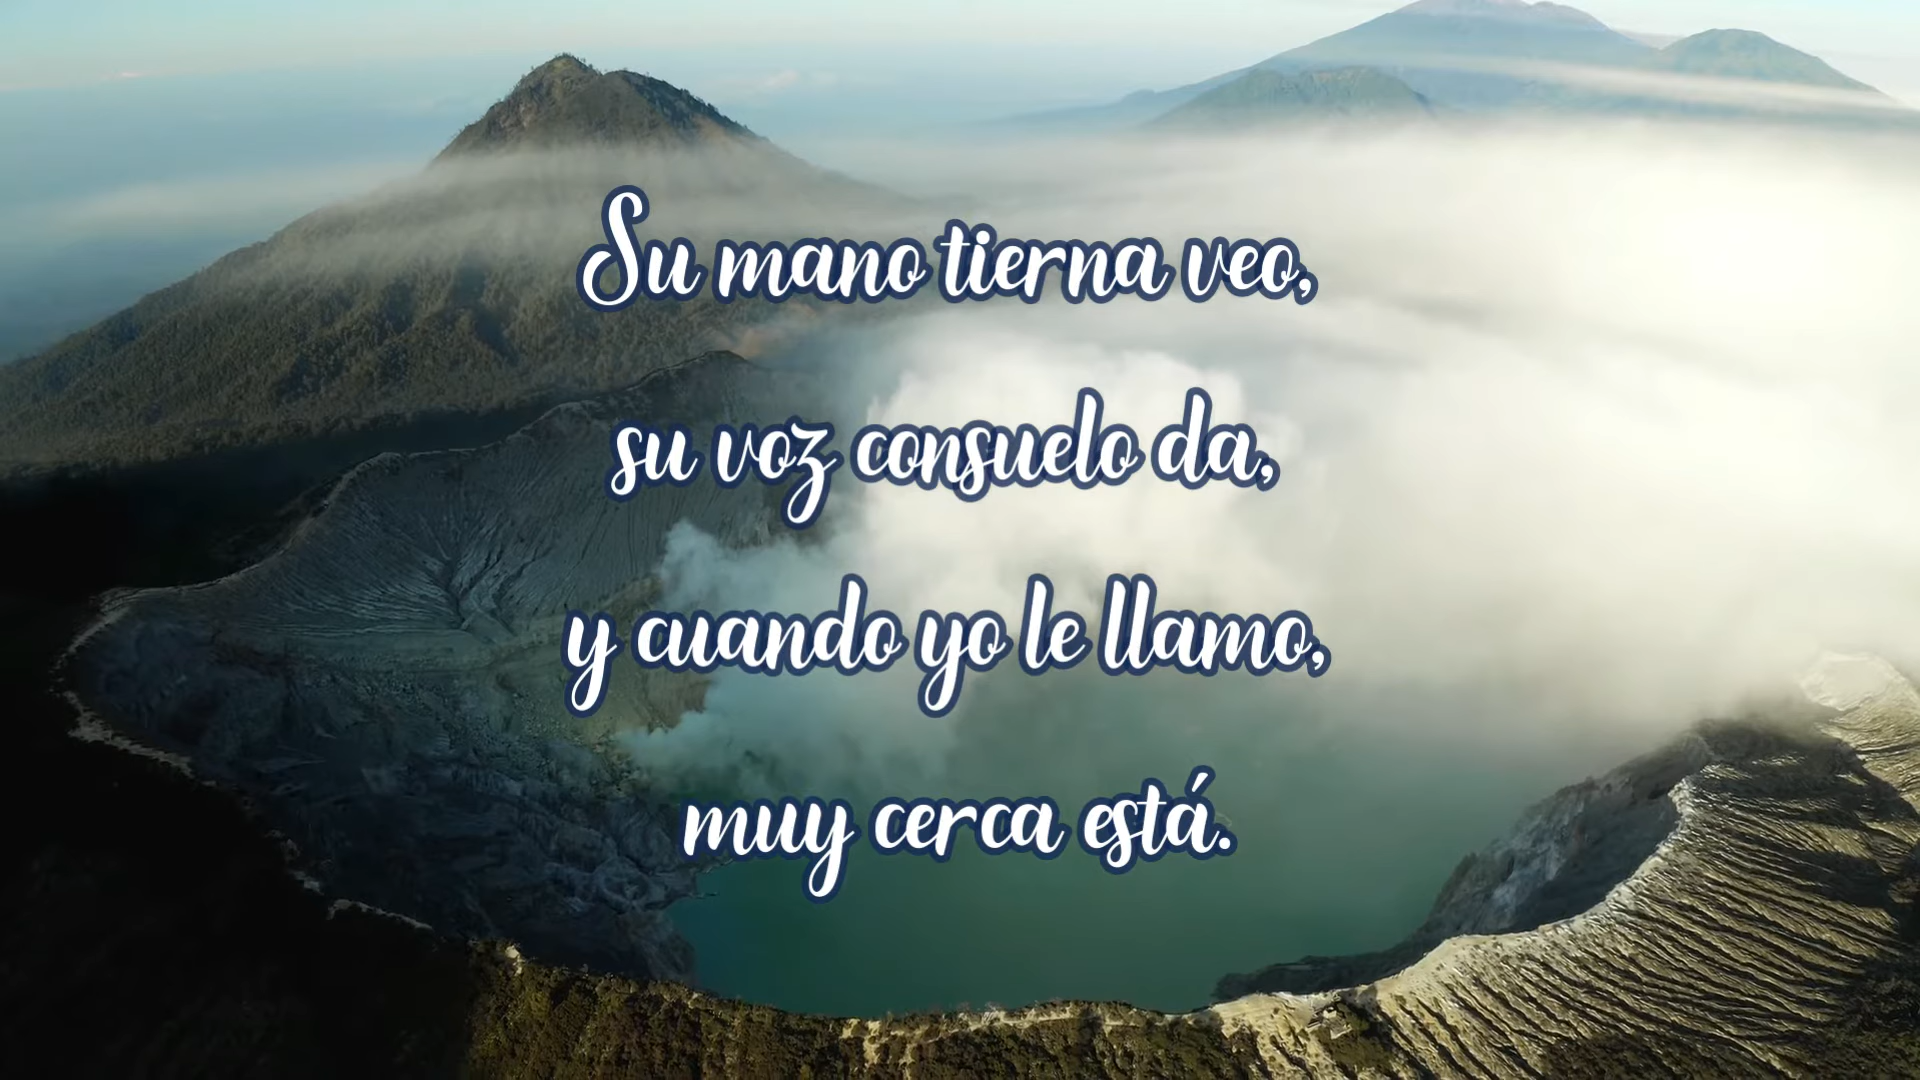 Su mano tierna veo,
su voz consuelo da,
y cuando yo le llamo,
muy cerca está.